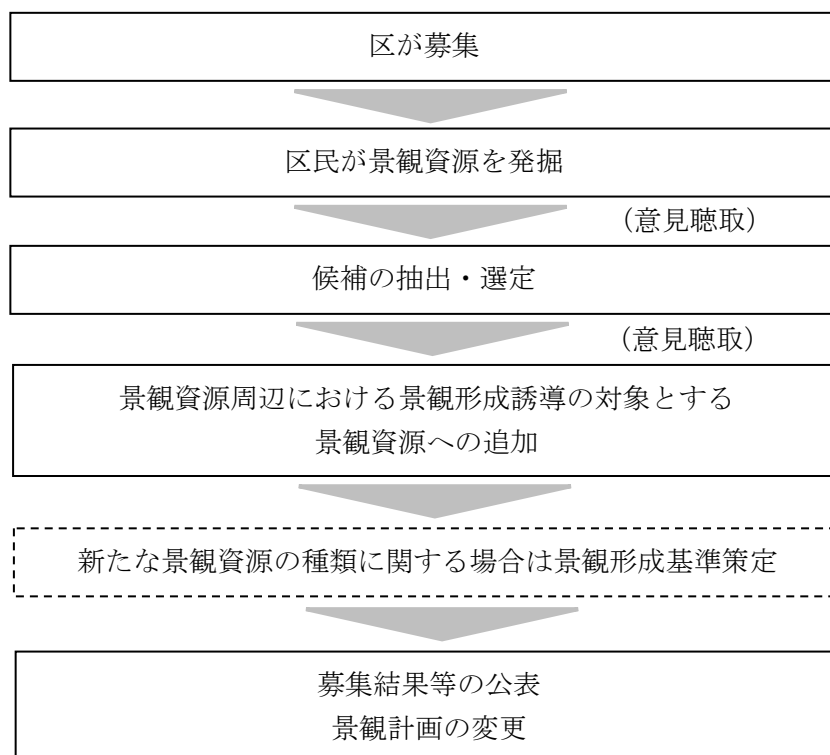 区が募集
区民が景観資源を発掘
（意見聴取）
候補の抽出・選定
（意見聴取）
景観資源周辺における景観形成誘導の対象とする
景観資源への追加
新たな景観資源の種類に関する場合は景観形成基準策定
募集結果等の公表
景観計画の変更